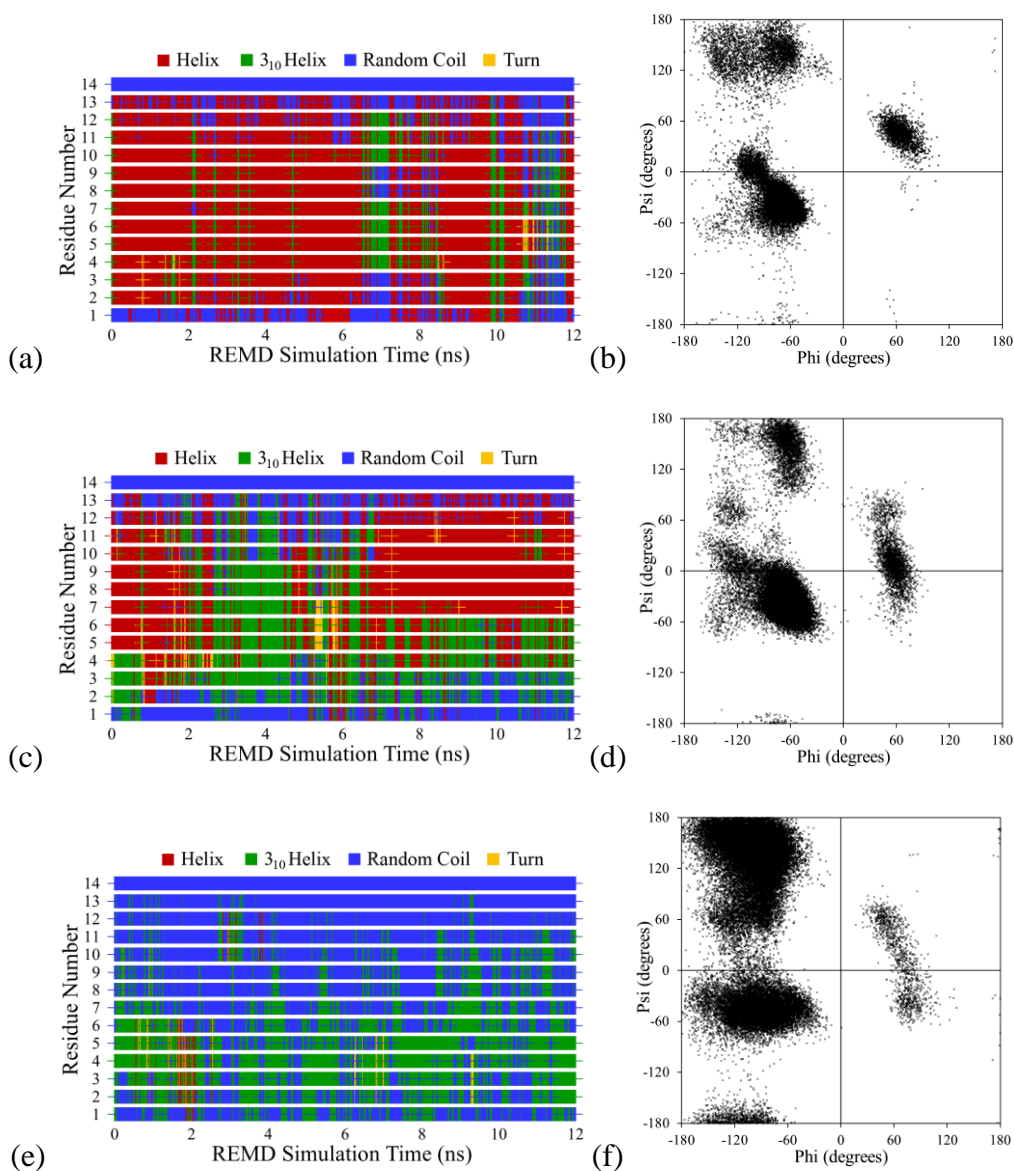 Helix 3₁₀ Helix Random Coil Turn
Residue Number
14
13
12
11
10
9
8
7
6
5
4
3
2
1
0 2 4 6 8 10 12
REMD Simulation Time (ns)
(a)
180
120
60
0
-60
-120
-180
-180 -120 -60 0 60 120 180
Psi (degrees)
Phi (degrees)
(b)
Helix 3₁₀ Helix Random Coil Turn
Residue Number
14
13
12
11
10
9
8
7
6
5
4
3
2
1
0 2 4 6 8 10 12
REMD Simulation Time (ns)
(c)
180
120
60
0
-60
-120
-180
-180 -120 -60 0 60 120 180
Psi (degrees)
Phi (degrees)
(d)
Helix 3₁₀ Helix Random Coil Turn
Residue Number
14
13
12
11
10
9
8
7
6
5
4
3
2
1
0 2 4 6 8 10 12
REMD Simulation Time (ns)
(e)
180
120
60
0
-60
-120
-180
-180 -120 -60 0 60 120 180
Psi (degrees)
Phi (degrees)
(f)